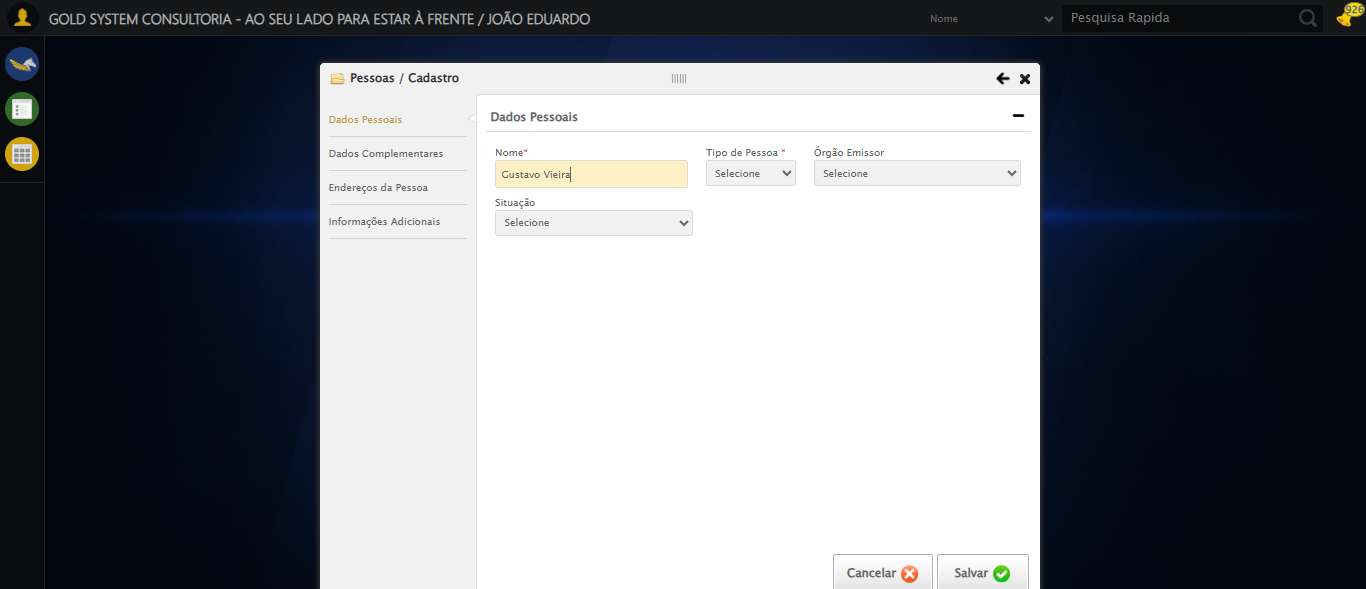 GOLD SYSTEM CONSULTORIA - AO SEU LADO PARA ESTAR À FRENTE / JOÃO EDUARDO
Nome
Pesquisa Rapida
926
Pessoas / Cadastro
Dados Pessoais
Dados Complementares
Endereços da Pessoa
Informações Adicionais
Dados Pessoais
Nome* Tipo de Pessoa * Órgão Emissor
Gustavo Vieira Selecione Selecione
Situação
Selecione
Cancelar Salvar